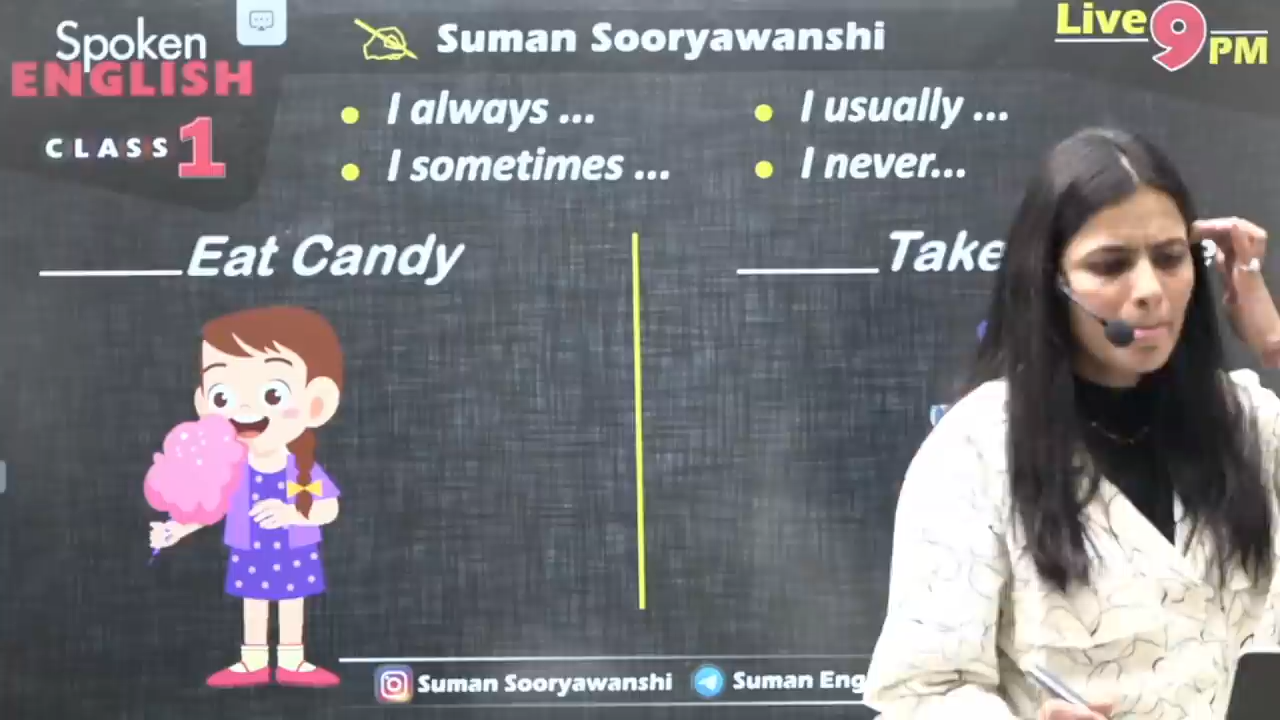 Spoken
ENGLISH
CLASS 1
Suman Sooryawanshi
Live 9 PM
I always ...
I usually ...
I sometimes ...
I never...
______Eat Candy
______Take
Suman Sooryawanshi
Suman Eng